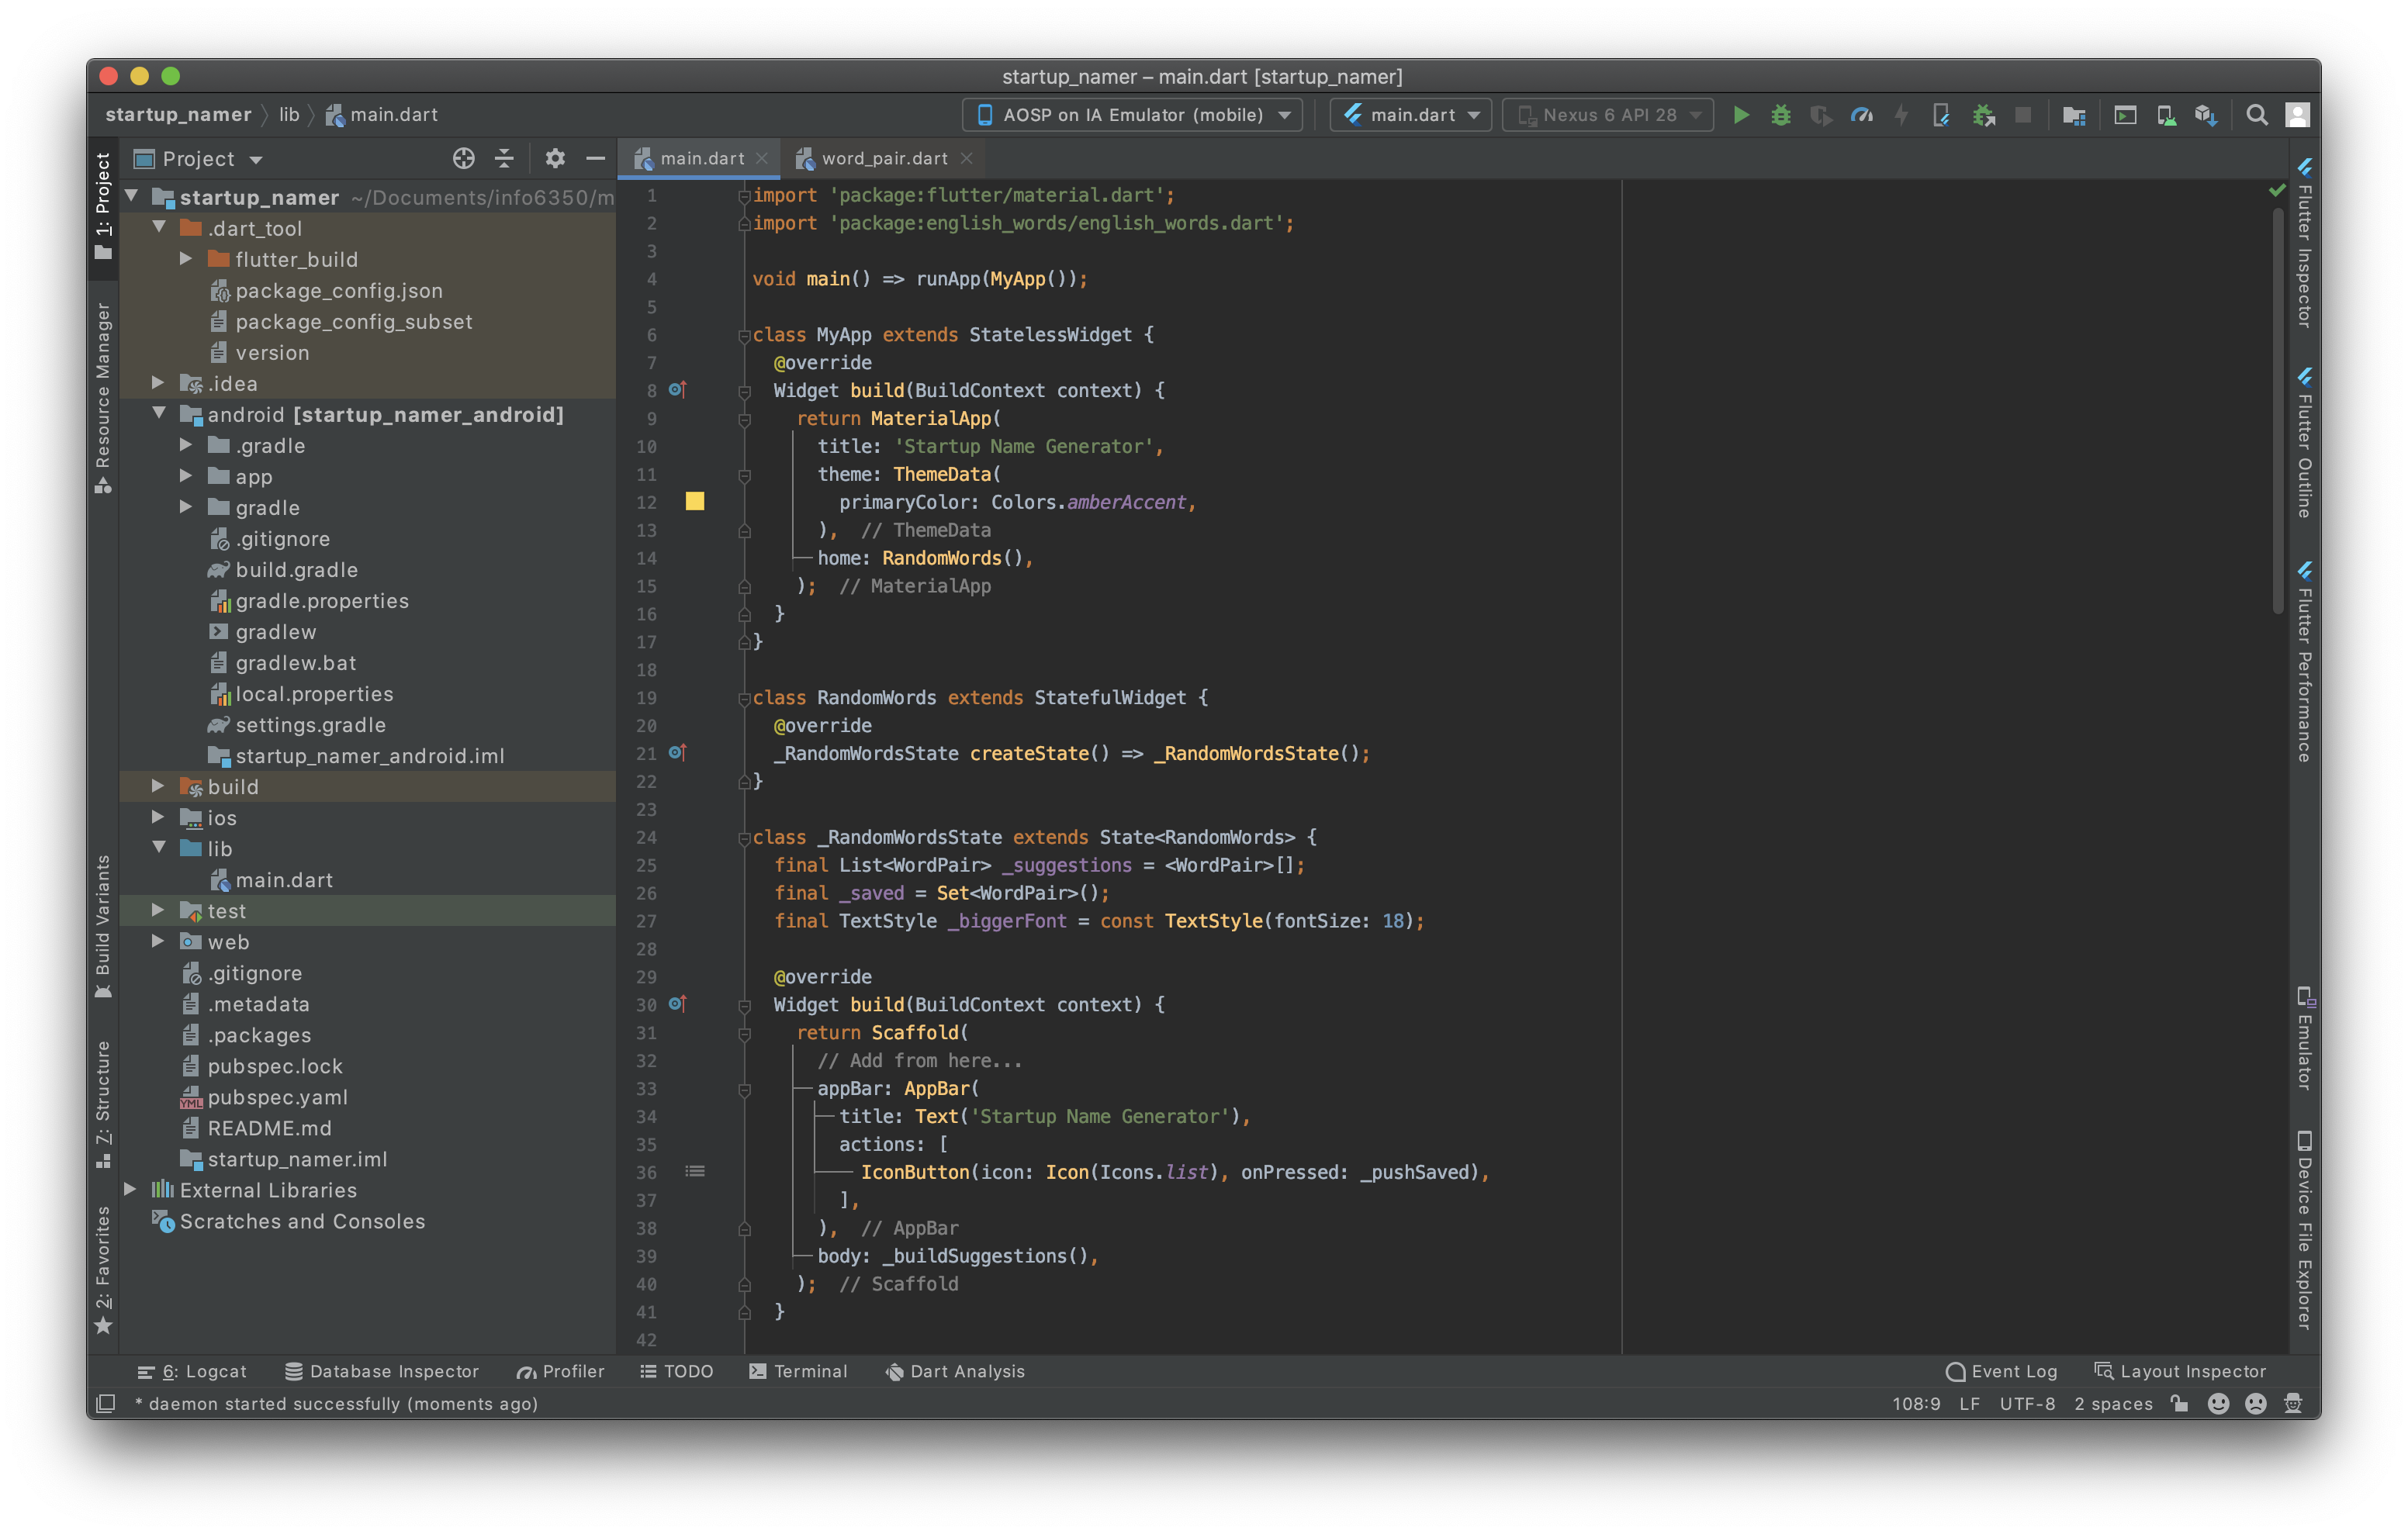 startup_namer – main.dart [startup_namer]
startup_namer lib main.dart AOSP on IA Emulator (mobile) main.dart Nexus 6 API 28
1: Project
Resource Manager
Build Variants
7: Structure
2: Favorites
Project
startup_namer ~/Documents/info6350/m
.dart_tool
flutter_build
package_config.json
package_config_subset
version
.idea
android [startup_namer_android]
.gradle
app
gradle
.gitignore
build.gradle
gradle.properties
gradlew
gradlew.bat
local.properties
settings.gradle
startup_namer_android.iml
build
ios
lib
main.dart
test
web
.gitignore
.metadata
.packages
pubspec.lock
pubspec.yaml
README.md
startup_namer.iml
External Libraries
Scratches and Consoles
main.dart word_pair.dart
1 import 'package:flutter/material.dart';
2 import 'package:english_words/english_words.dart';
3
4 void main() => runApp(MyApp());
5
6 class MyApp extends StatelessWidget {
7 @override
8 Widget build(BuildContext context) {
9 return MaterialApp(
10 title: 'Startup Name Generator',
11 theme: ThemeData(
12 primaryColor: Colors.amberAccent,
13 ), // ThemeData
14 home: RandomWords(),
15 ); // MaterialApp
16 }
17 }
18
19 class RandomWords extends StatefulWidget {
20 @override
21 _RandomWordsState createState() => _RandomWordsState();
22 }
23
24 class _RandomWordsState extends State<RandomWords> {
25 final List<WordPair> _suggestions = <WordPair>[];
26 final _saved = Set<WordPair>();
27 final TextStyle _biggerFont = const TextStyle(fontSize: 18);
28
29 @override
30 Widget build(BuildContext context) {
31 return Scaffold(
32 // Add from here...
33 appBar: AppBar(
34 title: Text('Startup Name Generator'),
35 actions: [
36 IconButton(icon: Icon(Icons.list), onPressed: _pushSaved),
37 ],
38 ), // AppBar
39 body: _buildSuggestions(),
40 ); // Scaffold
41 }
42
Flutter Inspector
Flutter Outline
Flutter Performance
Emulator
Device File Explorer
6: Logcat Database Inspector Profiler TODO Terminal Dart Analysis Event Log Layout Inspector
* daemon started successfully (moments ago) 108:9 LF UTF-8 2 spaces